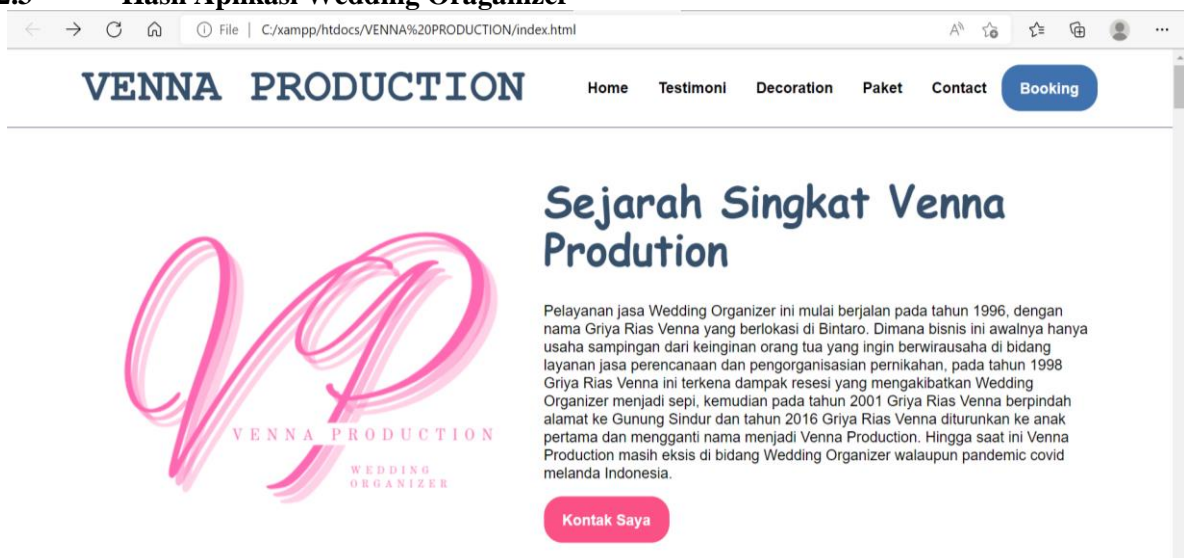 2.3 Hasil Aplikasi Wedding Oraganizer
File | C:/xampp/htdocs/VENNA%20PRODUCTION/index.html
VENNA PRODUCTION
Home Testimoni Decoration Paket Contact Booking
Sejarah Singkat Venna
Prodution
Pelayanan jasa Wedding Organizer ini mulai berjalan pada tahun 1996, dengan
nama Griya Rias Venna yang berlokasi di Bintaro. Dimana bisnis ini awalnya hanya
usaha sampingan dari keinginan orang tua yang ingin berwirausaha di bidang
layanan jasa perencanaan dan pengorganisasian pernikahan, pada tahun 1998
Griya Rias Venna ini terkena dampak resesi yang mengakibatkan Wedding
Organizer menjadi sepi, kemudian pada tahun 2001 Griya Rias Venna berpindah
alamat ke Gunung Sindur dan tahun 2016 Griya Rias Venna diturunkan ke anak
pertama dan mengganti nama menjadi Venna Production. Hingga saat ini Venna
Production masih eksis di bidang Wedding Organizer walaupun pandemic covid
melanda Indonesia.
Kontak Saya
VP
VENNA PRODUCTION
WEDDING
ORGANIZER